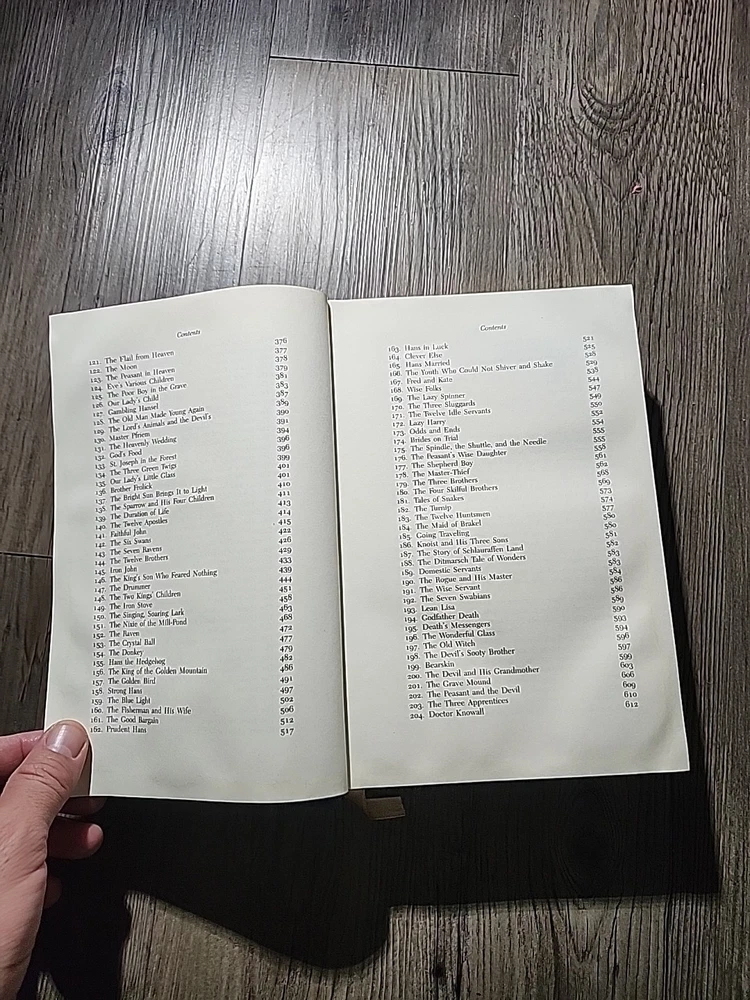 Contents
121. The Flail from Heaven 376
122. The Moon 377
123. The Peasant in Heaven 378
124. Eve's Various Children 379
125. The Poor Boy in the Grave 381
126. Our Lady's Child 383
127. Gambling Hansel 387
128. The Old Man Made Young Again 389
129. The Lord's Animals and the Devil's 390
130. Master Pfriem 391
131. The Heavenly Wedding 394
132. God's Food 396
133. St. Joseph in the Forest 396
134. The Three Green Twigs 399
135. Our Lady's Little Glass 401
136. Brother Frolick 401
137. The Bright Sun Brings It to Light 410
138. The Sparrow and His Four Children 411
139. The Duration of Life 413
140. The Twelve Apostles 414
141. Faithful John 415
142. The Six Swans 422
143. The Seven Ravens 426
144. The Twelve Brothers 429
145. Iron John 433
146. The King's Son Who Feared Nothing 439
147. The Drummer 444
148. The Two Kings' Children 451
149. The Iron Stove 458
150. The Singing, Soaring Lark 463
151. The Nixie of the Mill-Pond 468
152. The Raven 472
153. The Crystal Ball 477
154. The Donkey 479
155. Hans the Hedgehog 482
156. The King of the Golden Mountain 486
157. The Golden Bird 491
158. Strong Hans 497
159. The Blue Light 502
160. The Fisherman and His Wife 506
161. The Good Bargain 512
162. Prudent Hans 517
Contents
163. Hans in Luck 521
164. Clever Else 525
165. Hans Married 528
166. The Youth Who Could Not Shiver and Shake 529
167. Fred and Kate 538
168. Wise Folks 544
169. The Lazy Spinner 547
170. The Three Sluggards 549
171. The Twelve Idle Servants 550
172. Lazy Harry 552
173. Odds and Ends 554
174. Brides on Trial 555
175. The Spindle, the Shuttle, and the Needle 555
176. The Peasant's Wise Daughter 558
177. The Shepherd Boy 561
178. The Master-Thief 562
179. The Three Brothers 568
180. The Four Skilful Brothers 569
181. Tales of Snakes 573
182. The Turnip 574
183. The Twelve Huntsmen 577
184. The Maid of Brakel 580
185. Going Traveling 580
186. Knoist and His Three Sons 581
187. The Story of Schlauraffen Land 582
188. The Ditmarsch Tale of Wonders 583
189. Domestic Servants 583
190. The Rogue and His Master 584
191. The Wise Servant 586
192. The Seven Swabians 586
193. Lean Lisa 589
194. Godfather Death 590
195. Death's Messengers 593
196. The Wonderful Glass 594
197. The Old Witch 596
198. The Devil's Sooty Brother 597
199. Bearskin 599
200. The Devil and His Grandmother 603
201. The Grave Mound 606
202. The Peasant and the Devil 609
203. The Three Apprentices 610
204. Doctor Knowall 612